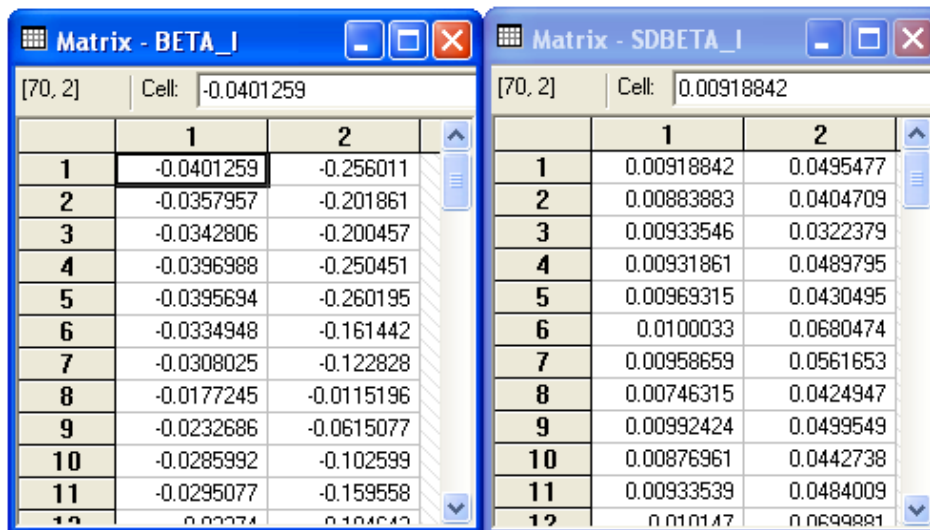 Matrix - BETA_I
[70, 2] Cell: -0.0401259
1 2
1 -0.0401259 -0.256011
2 -0.0357957 -0.201861
3 -0.0342806 -0.200457
4 -0.0396988 -0.250451
5 -0.0395694 -0.260195
6 -0.0334948 -0.161442
7 -0.0308025 -0.122828
8 -0.0177245 -0.0115196
9 -0.0232686 -0.0615077
10 -0.0285992 -0.102599
11 -0.0295077 -0.159558
12
Matrix - SDBETA_I
[70, 2] Cell: 0.00918842
1 2
1 0.00918842 0.0495477
2 0.00883883 0.0404709
3 0.00933546 0.0322379
4 0.00931861 0.0489795
5 0.00969315 0.0430495
6 0.0100033 0.0680474
7 0.00958659 0.0561653
8 0.00746315 0.0424947
9 0.00992424 0.0499549
10 0.00876961 0.0442738
11 0.00933539 0.0484009
12 0.010147 0.0699881